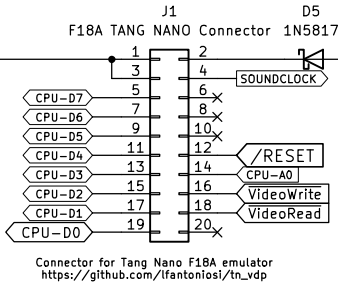 J1
D5
F18A TANG NANO Connector
1N5817
1
2
3
4
SOUNDCLOCK
CPU-D7
5
6
CPU-D6
7
8
CPU-D5
9
10
CPU-D4
11
12
/RESET
CPU-D3
13
14
CPU-A0
CPU-D2
15
16
VideoWrite
CPU-D1
17
18
VideoRead
CPU-D0
19
20
Connector for Tang Nano F18A emulator
https://github.com/lfantoniosi/tn_vdp